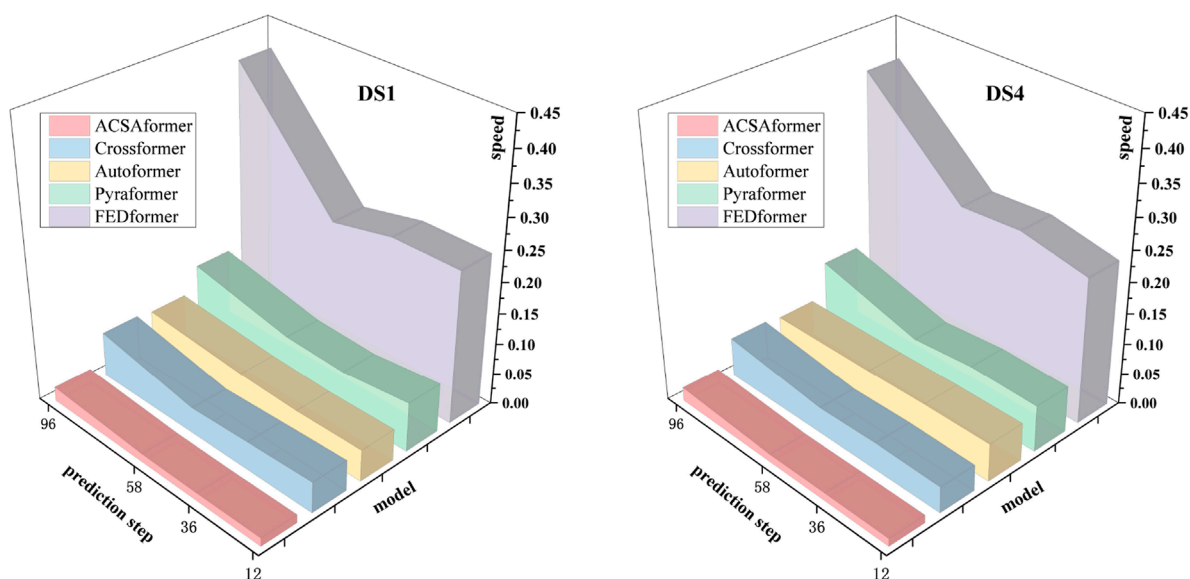 DS1
ACSAformer
Crossformer
Autoformer
Pyraformer
FEDformer
speed
0.45
0.40
0.35
0.30
0.25
0.20
0.15
0.10
0.05
0.00
96
58
36
12
prediction step
model
DS4
ACSAformer
Crossformer
Autoformer
Pyraformer
FEDformer
speed
0.45
0.40
0.35
0.30
0.25
0.20
0.15
0.10
0.05
0.00
96
58
36
12
prediction step
model